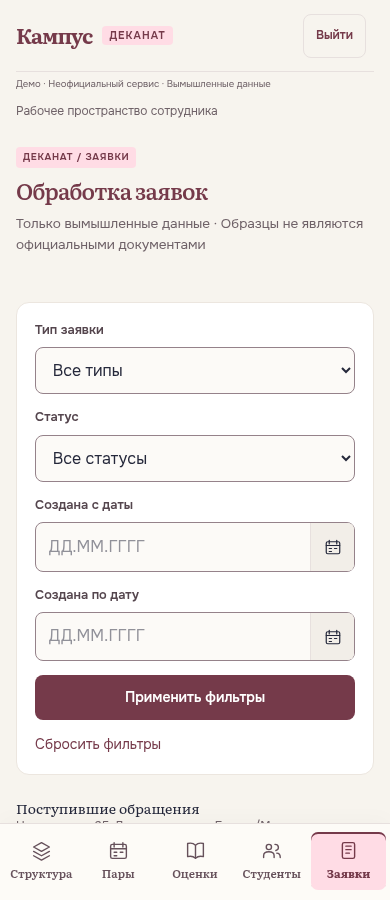 Кампус ДЕКАНАТ Выйти
Демо · Неофициальный сервис · Вымышленные данные
Рабочее пространство сотрудника
ДЕКАНАТ / ЗАЯВКИ
Обработка заявок
Только вымышленные данные · Образцы не являются
официальными документами
Тип заявки
Все типы
Статус
Все статусы
Создана с даты
ДД.ММ.ГГГГ
Создана по дату
ДД.ММ.ГГГГ
Применить фильтры
Сбросить фильтры
Поступившие обращения
Структура Пары Оценки Студенты Заявки